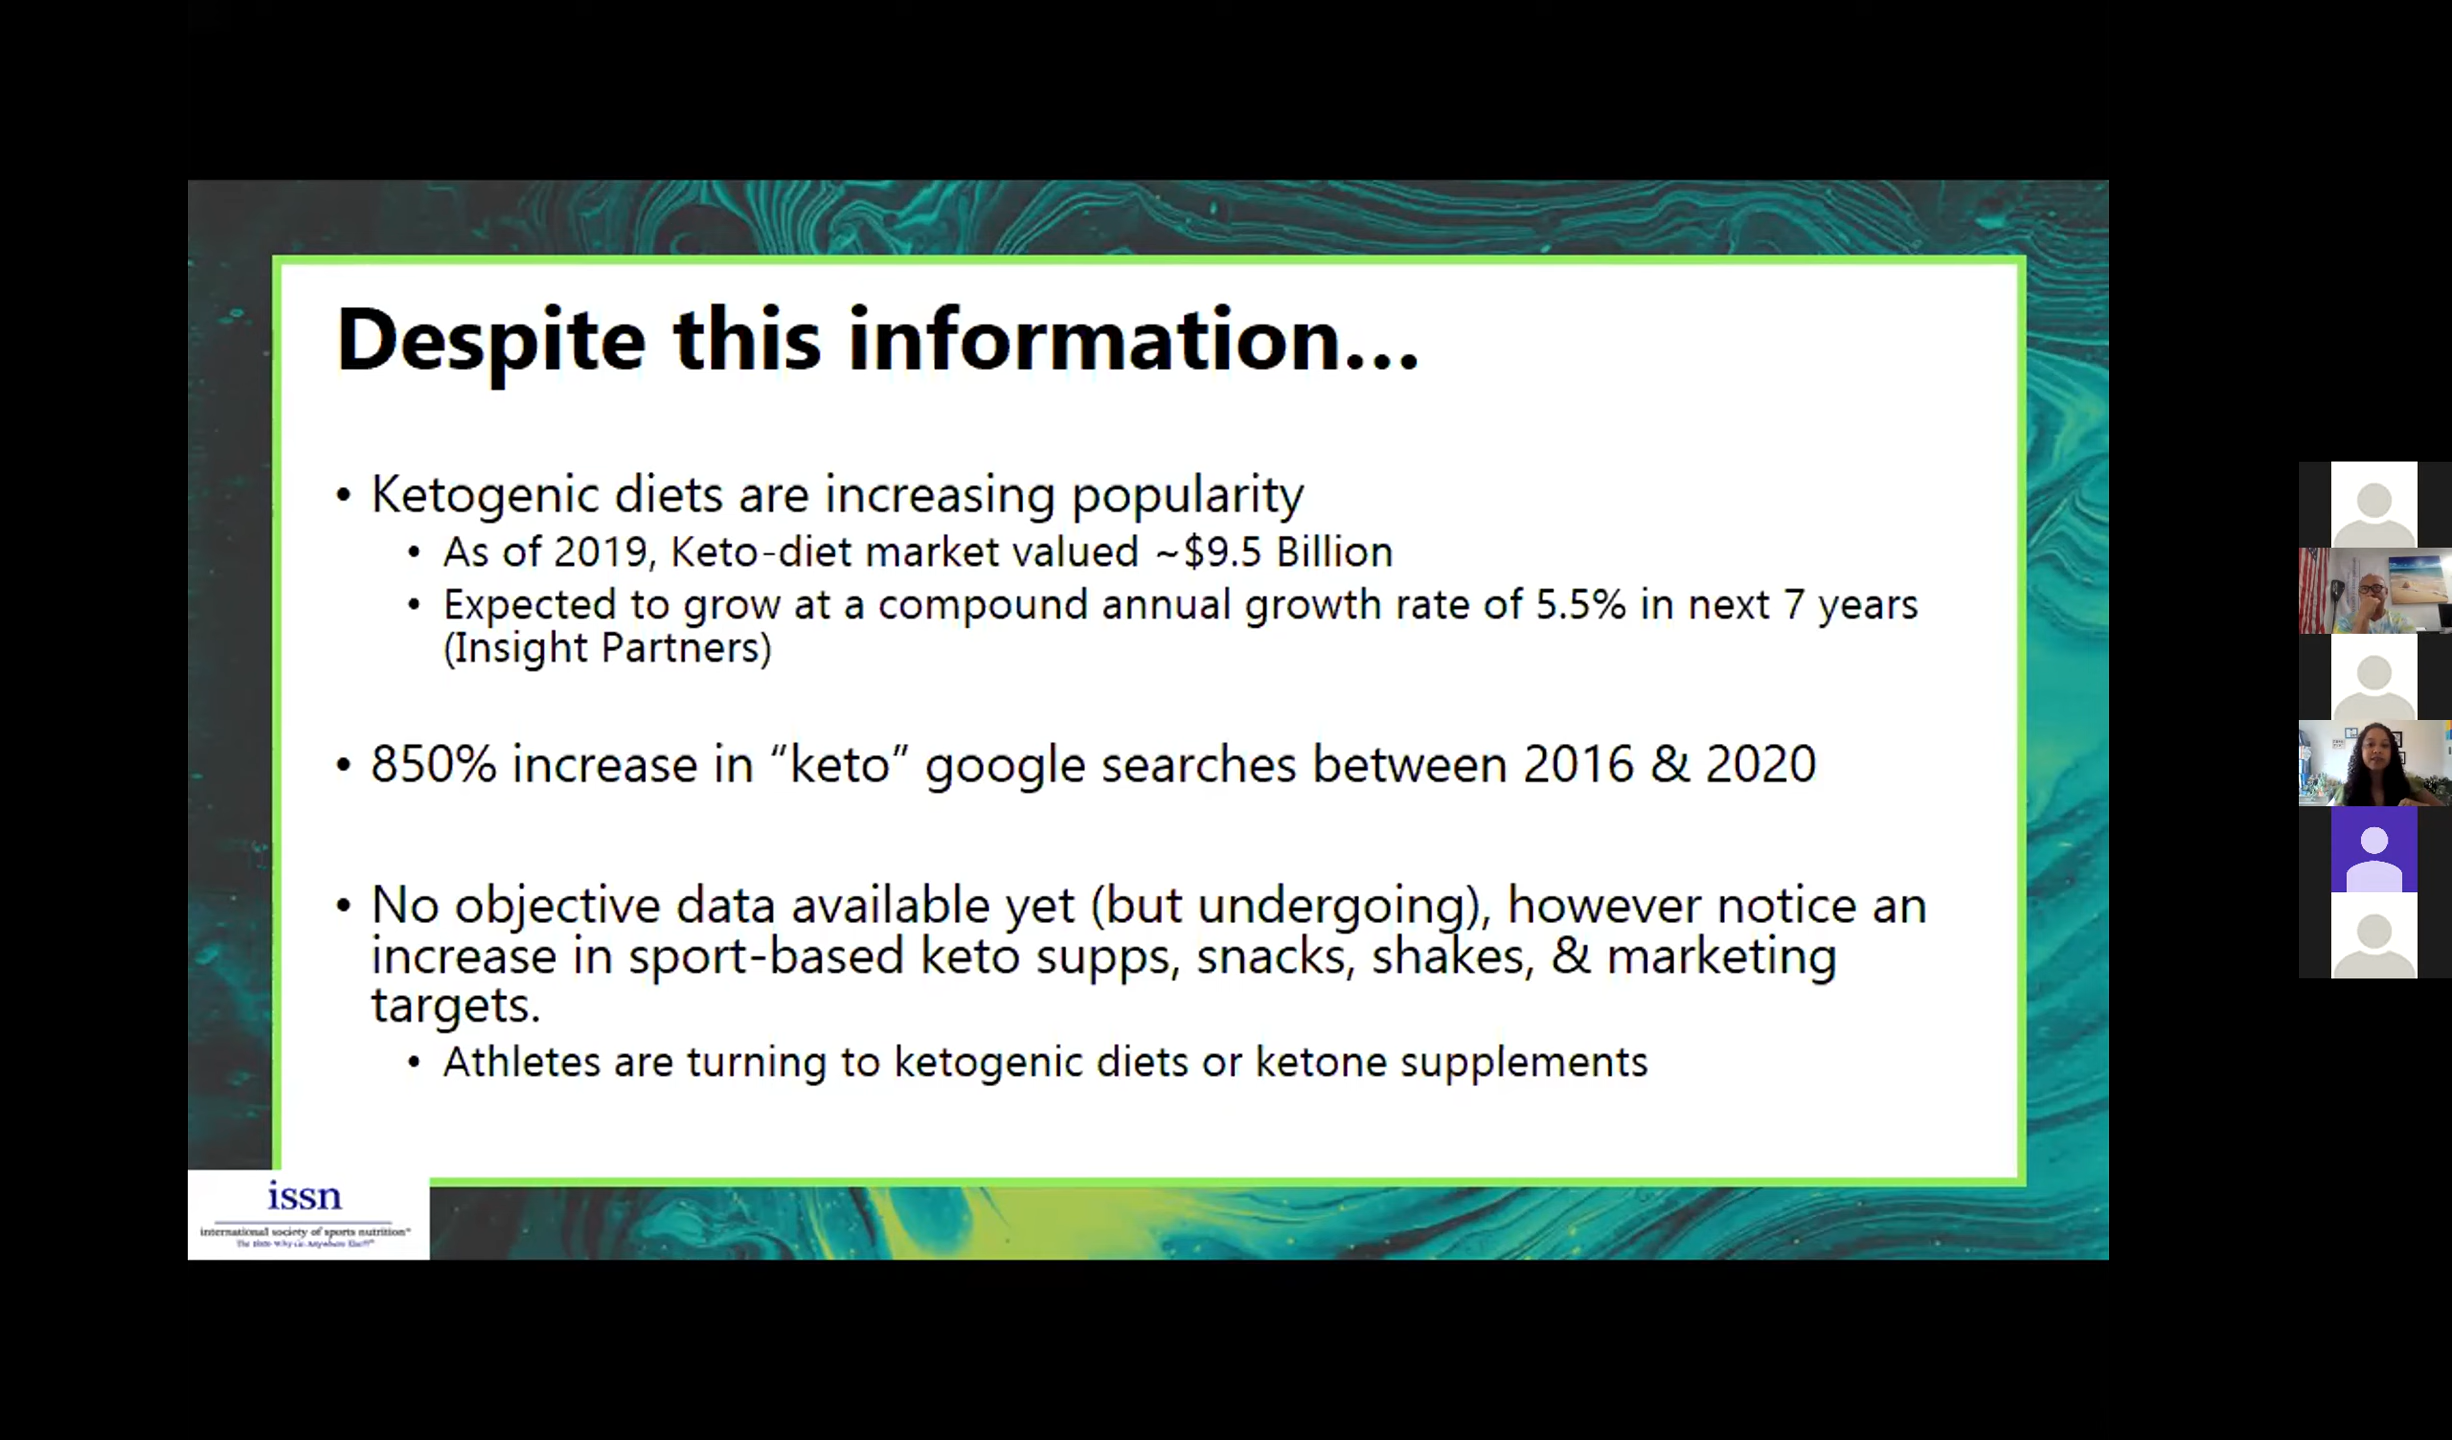 Despite this information...
• Ketogenic diets are increasing popularity
• As of 2019, Keto-diet market valued ~$9.5 Billion
• Expected to grow at a compound annual growth rate of 5.5% in next 7 years
(Insight Partners)
• 850% increase in “keto” google searches between 2016 & 2020
• No objective data available yet (but undergoing), however notice an
increase in sport-based keto supps, snacks, shakes, & marketing
targets.
• Athletes are turning to ketogenic diets or ketone supplements
issn
international society of sports nutrition®